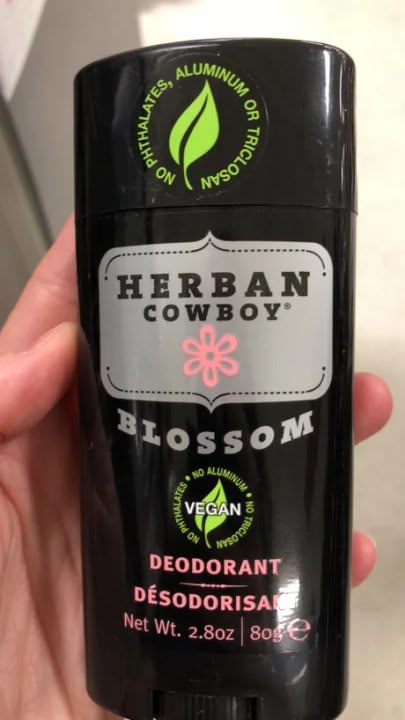 NO PHTHALATES, ALUMINUM OR TRICLOSAN
HERBAN
COWBOY®
BLOSSOM
NO PHTHALATES • NO ALUMINUM • NO TRICLOSAN
VEGAN
DEODORANT
Net Wt. 2.8oz | 80g ℮